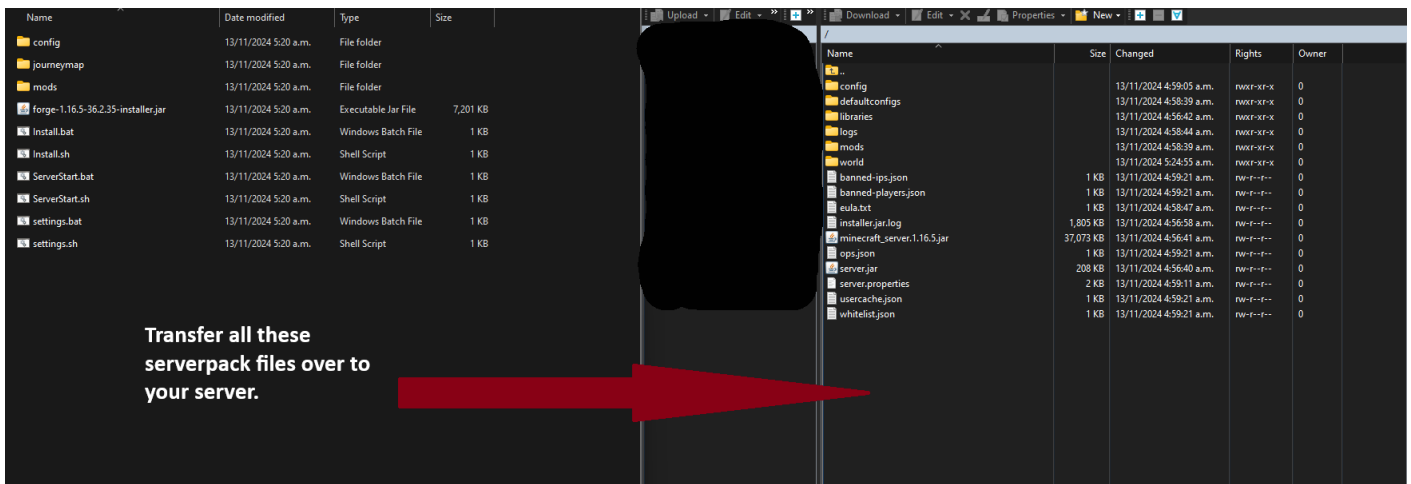 Name Date modified Type Size
config 13/11/2024 5:20 a.m. File folder
journeymap 13/11/2024 5:20 a.m. File folder
mods 13/11/2024 5:20 a.m. File folder
forge-1.16.5-36.2.35-installer.jar 13/11/2024 5:20 a.m. Executable Jar File 7,201 KB
Install.bat 13/11/2024 5:20 a.m. Windows Batch File 1 KB
Install.sh 13/11/2024 5:20 a.m. Shell Script 1 KB
ServerStart.bat 13/11/2024 5:20 a.m. Windows Batch File 1 KB
ServerStart.sh 13/11/2024 5:20 a.m. Shell Script 1 KB
settings.bat 13/11/2024 5:20 a.m. Windows Batch File 1 KB
settings.sh 13/11/2024 5:20 a.m. Shell Script 1 KB
Transfer all these
serverpack files over to
your server.
Upload Edit » »
Download Edit Properties New
/
Name Size Changed Rights Owner
..
config 13/11/2024 4:59:05 a.m. rwxr-xr-x 0
defaultconfigs 13/11/2024 4:58:39 a.m. rwxr-xr-x 0
libraries 13/11/2024 4:56:42 a.m. rwxr-xr-x 0
logs 13/11/2024 4:58:44 a.m. rwxr-xr-x 0
mods 13/11/2024 4:58:39 a.m. rwxr-xr-x 0
world 13/11/2024 5:24:55 a.m. rwxr-xr-x 0
banned-ips.json 1 KB 13/11/2024 4:59:21 a.m. rw-r--r-- 0
banned-players.json 1 KB 13/11/2024 4:59:21 a.m. rw-r--r-- 0
eula.txt 1 KB 13/11/2024 4:58:47 a.m. rw-r--r-- 0
installer.jar.log 1,805 KB 13/11/2024 4:56:58 a.m. rw-r--r-- 0
minecraft_server.1.16.5.jar 37,073 KB 13/11/2024 4:56:41 a.m. rw-r--r-- 0
ops.json 1 KB 13/11/2024 4:59:21 a.m. rw-r--r-- 0
server.jar 208 KB 13/11/2024 4:56:40 a.m. rw-r--r-- 0
server.properties 2 KB 13/11/2024 4:59:11 a.m. rw-r--r-- 0
usercache.json 1 KB 13/11/2024 4:59:21 a.m. rw-r--r-- 0
whitelist.json 1 KB 13/11/2024 4:59:21 a.m. rw-r--r-- 0